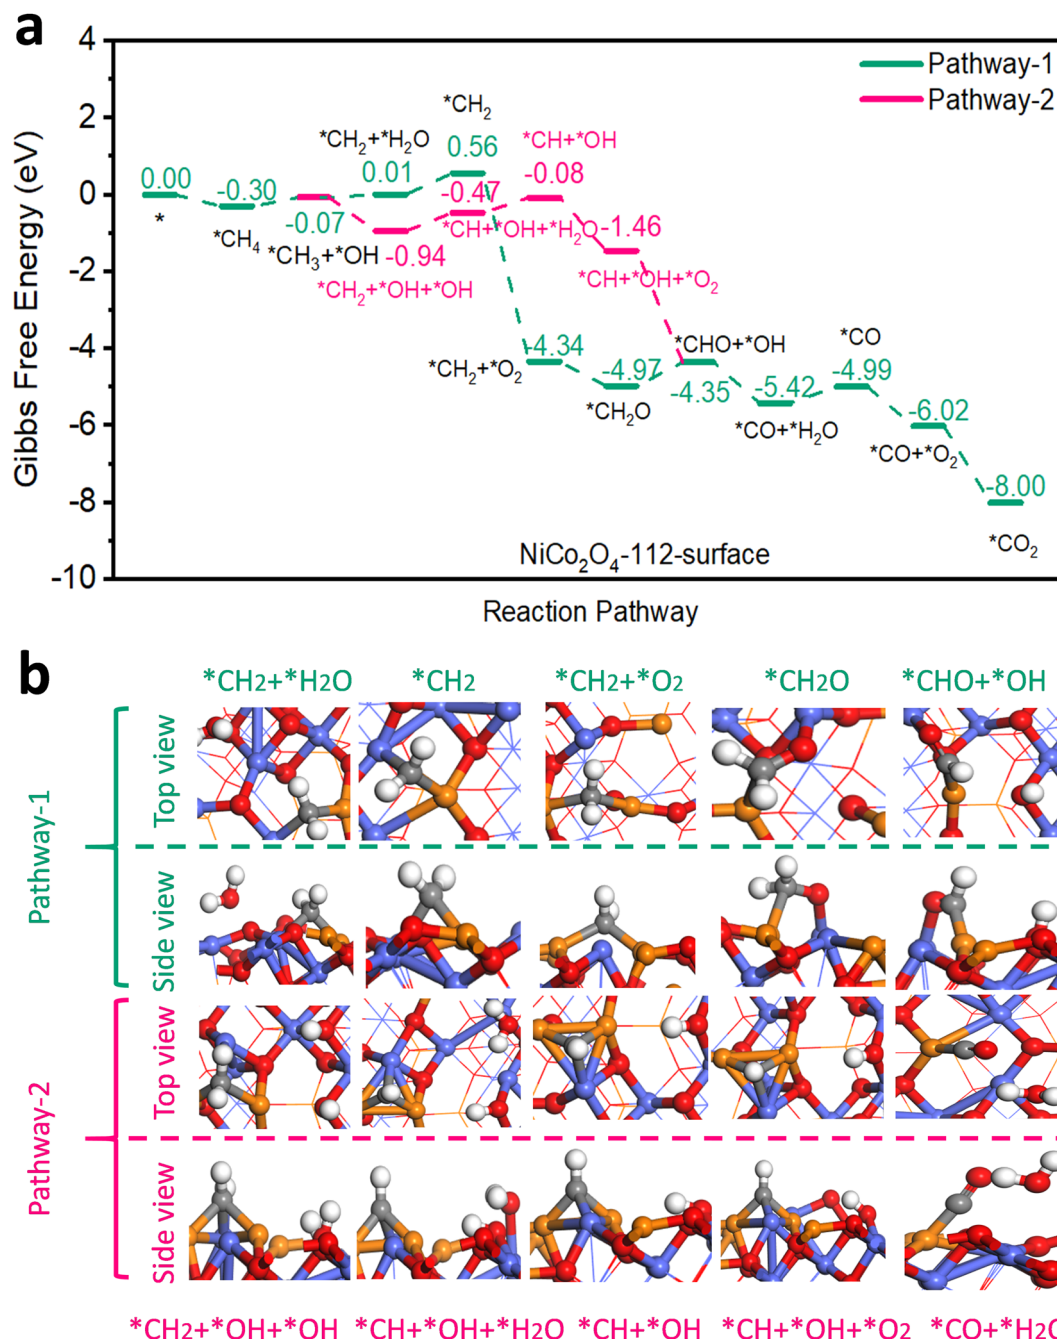 a
Gibbs Free Energy (eV)
4
2
0
-2
-4
-6
-8
-10
Pathway-1
Pathway-2
*CH₂
*CH₂+*H₂O
0.56
*CH+*OH
0.00
-0.30
0.01
-0.47
-0.08
*
-0.07
*CH₄
*CH₃+*OH
-0.94
*CH+*OH+*H₂O
-1.46
*CH₂+*OH+*OH
*CH+*OH+*O₂
-4.34
*CHO+*OH
*CO
*CH₂+*O₂
-4.97
-4.35
-5.42
-4.99
*CH₂O
*CO+*H₂O
-6.02
*CO+*O₂
-8.00
*CO₂
NiCo₂O₄-112-surface
Reaction Pathway
b
*CH2+*H2O *CH2 *CH2+*O2 *CH2O *CHO+*OH
Pathway-1
Top view
Side view
Pathway-2
Top view
Side view
*CH2+*OH+*OH *CH+*OH+*H2O *CH+*OH *CH+*OH+*O2 *CO+*H2O